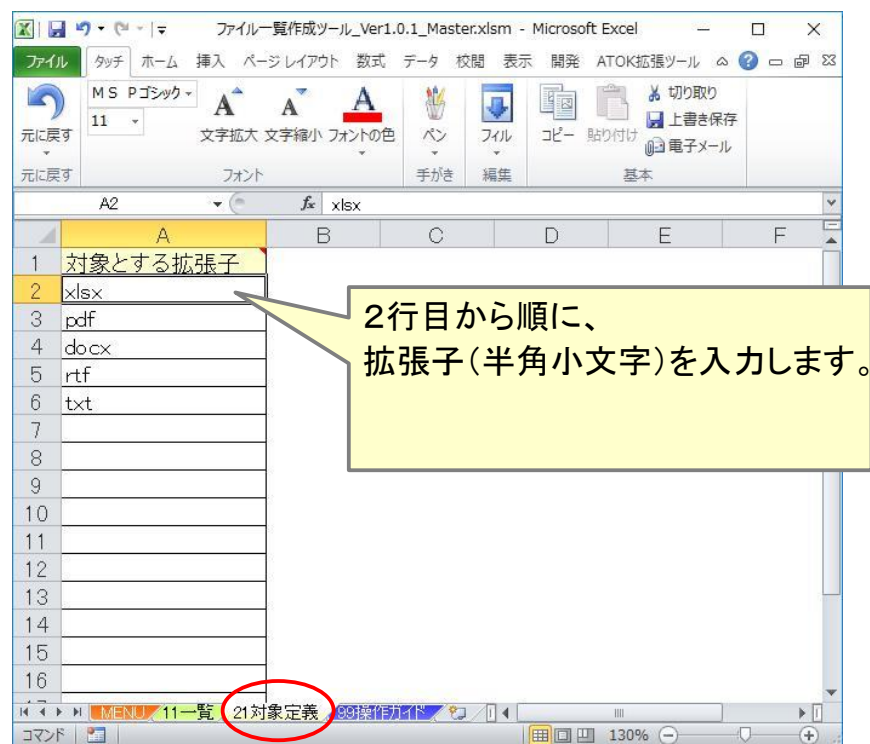 ファイル一覧作成ツール_Ver1.0.1_Master.xlsm - Microsoft Excel
ファイル タッチ ホーム 挿入 ページ レイアウト 数式 データ 校閲 表示 開発 ATOK拡張ツール
元に戻す
MS Pゴシック
11
文字拡大 文字縮小 フォントの色
ペン
フィル
コピー
貼り付け
切り取り
上書き保存
電子メール
元に戻す フォント 手がき 編集 基本
A2 fx xlsx
A B C D E F
1 対象とする拡張子
2 xlsx
3 pdf
4 docx
5 rtf
6 txt
7
8
9
10
11
12
13
14
15
16
2行目から順に、
拡張子(半角小文字)を入力します。
MENU 11一覧 21対象定義 99操作ガイド
コマンド 130%